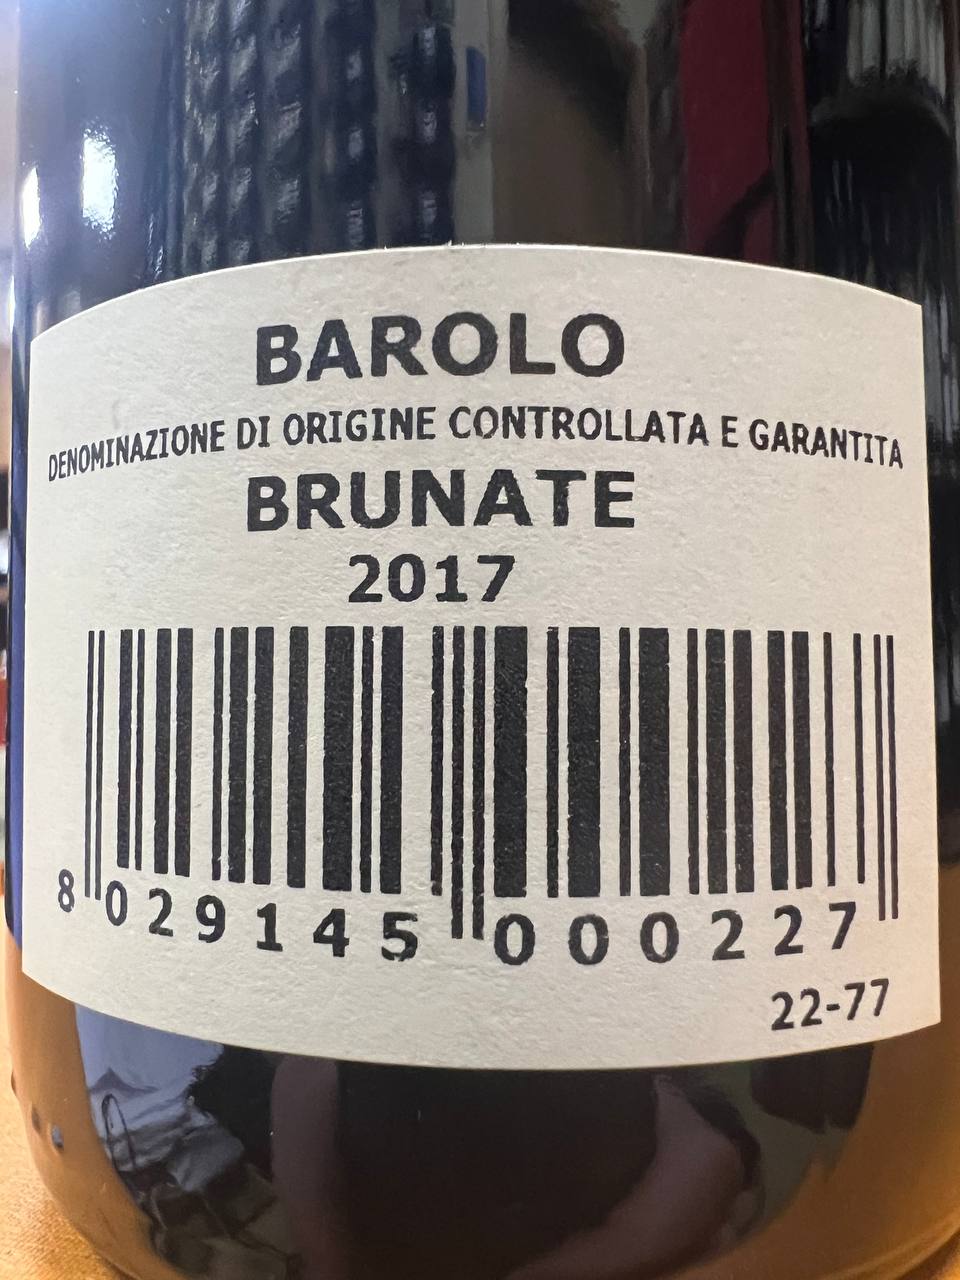 BAROLO
DENOMINAZIONE DI ORIGINE CONTROLLATA E GARANTITA
BRUNATE
2017
8 029145 000227
22-77